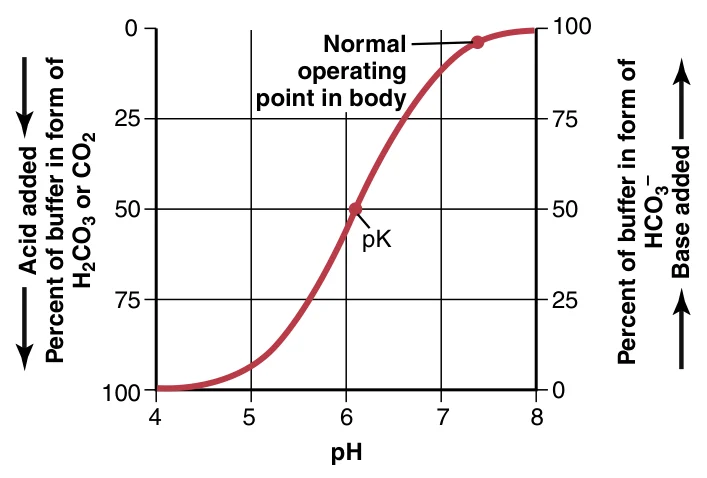 Acid added
Percent of buffer in form of
H₂CO₃ or CO₂
0
25
50
75
100
Normal
operating
point in body
pK
4 5 6 7 8
pH
100
75
50
25
0
Percent of buffer in form of
HCO₃⁻
Base added